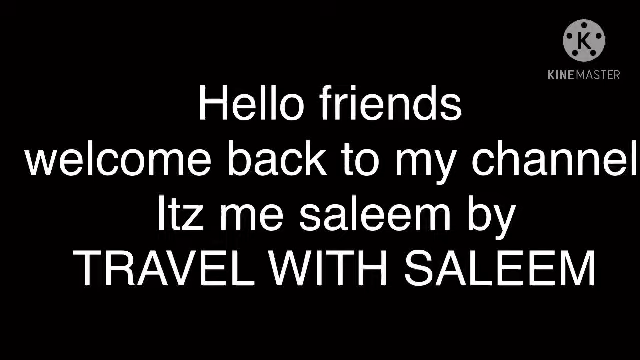 KINEMASTER
Hello friends
welcome back to my channel
Itz me saleem by
TRAVEL WITH SALEEM